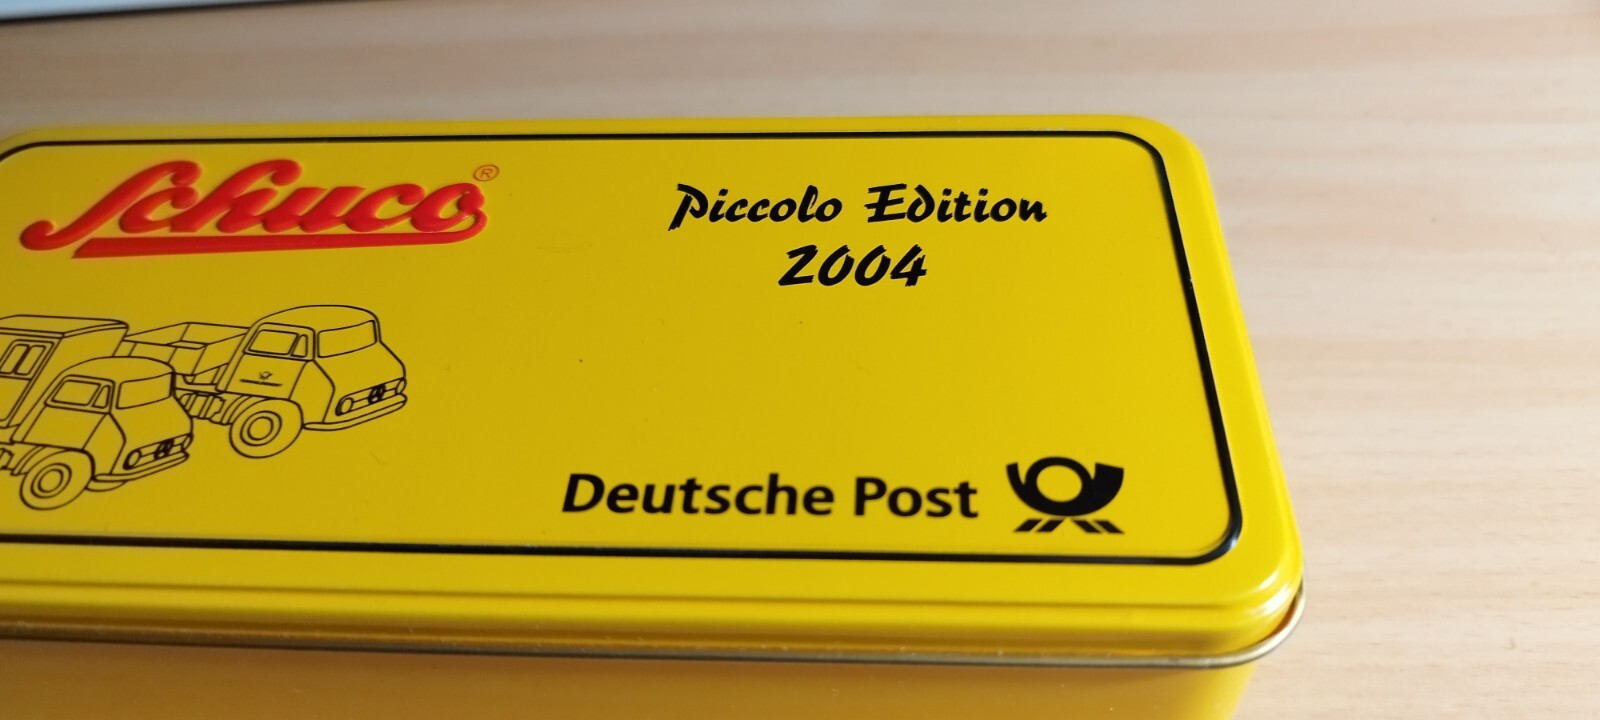 Schuco®
Piccolo Edition
2004
Deutsche Post